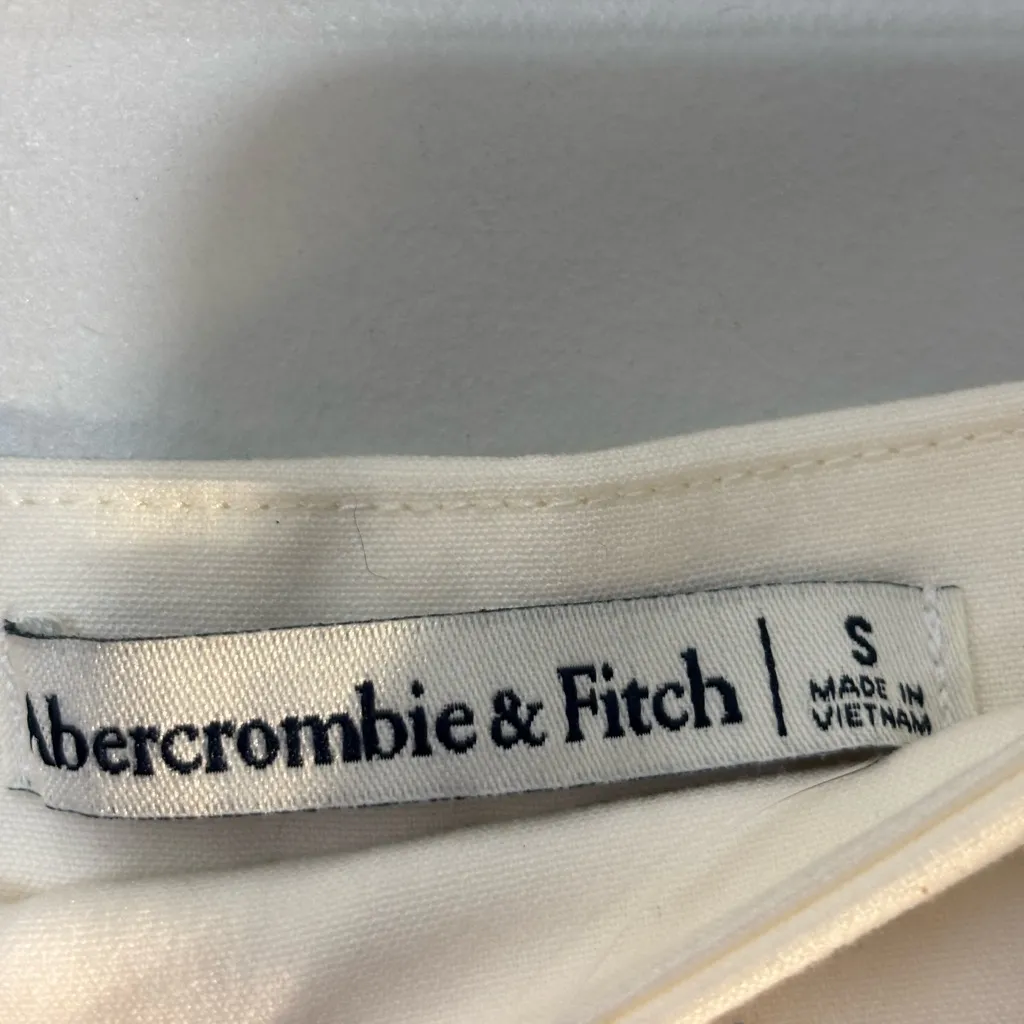 Abercrombie & Fitch | S
MADE IN
VIETNAM